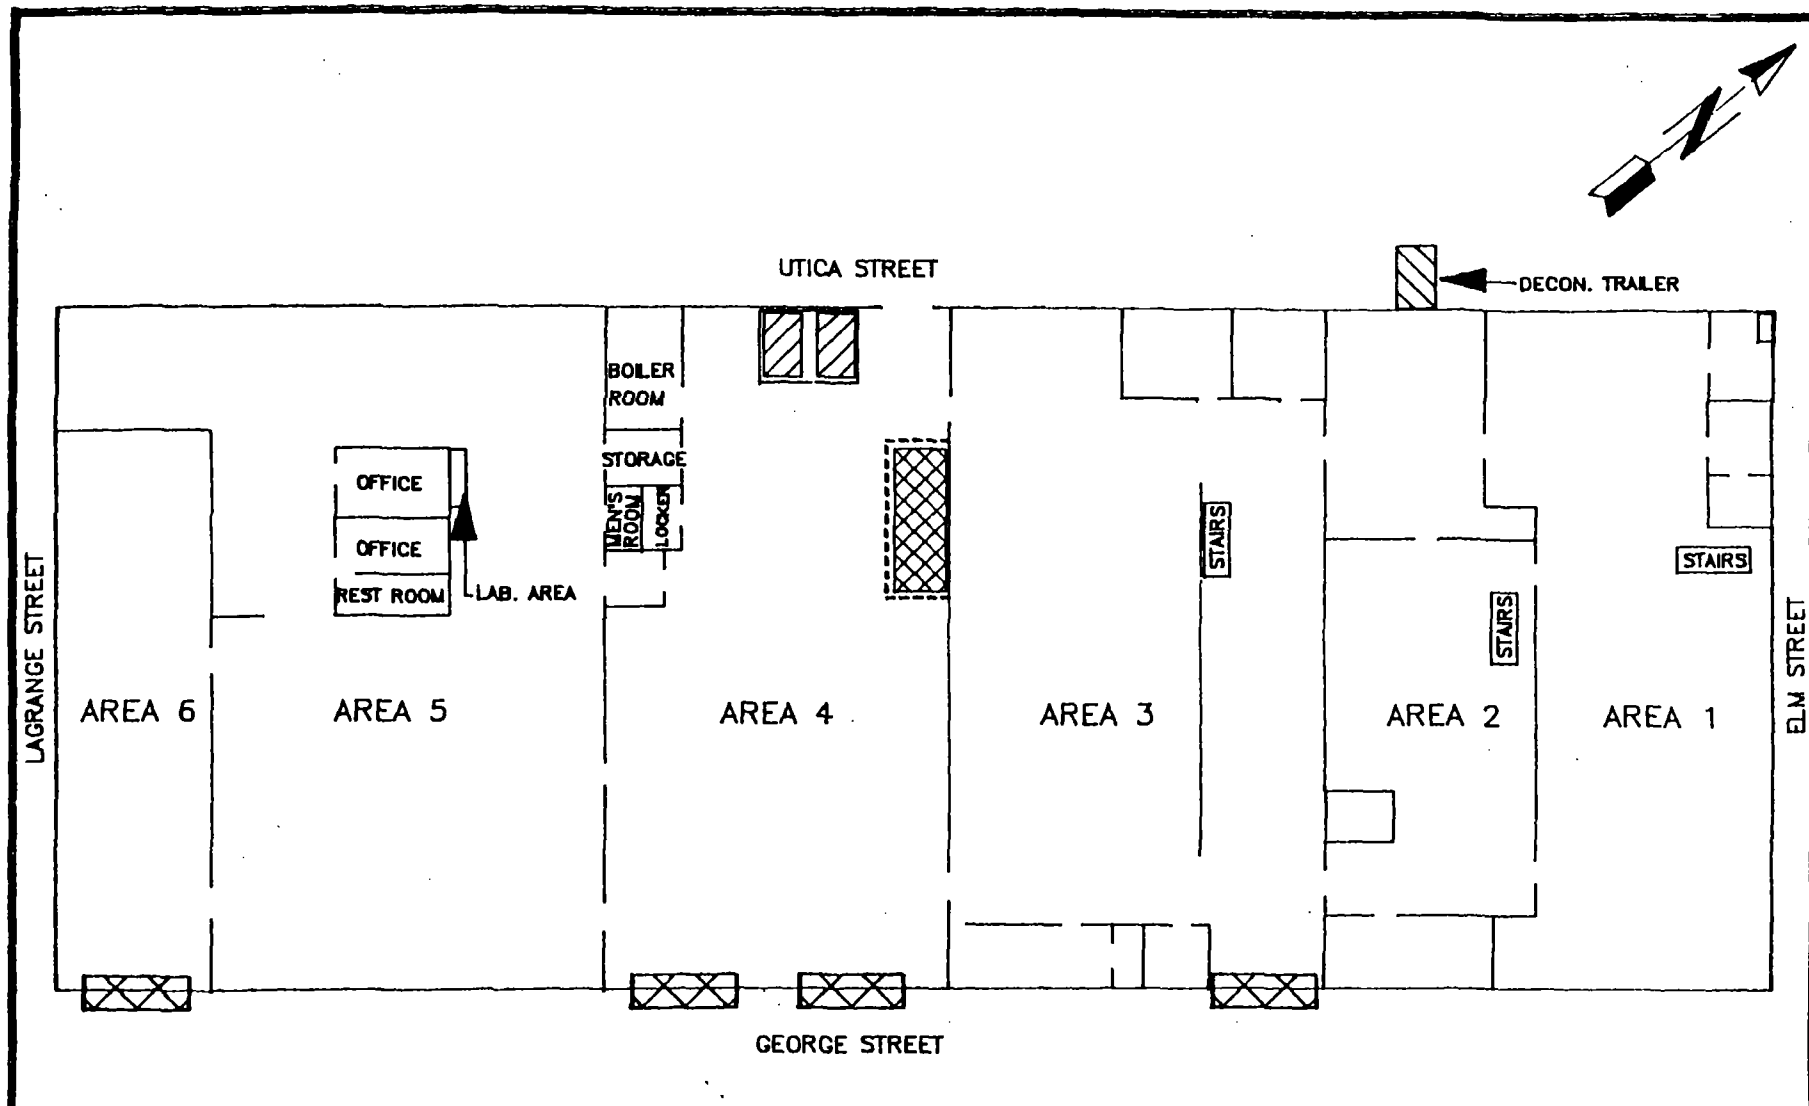 N
UTICA STREET
DECON. TRAILER
BOILER
ROOM
STORAGE
OFFICE
MEN'S
ROOM
LOCKER
STAIRS
OFFICE
STAIRS
REST ROOM
LAB. AREA
STAIRS
LAGRANGE STREET
ELM STREET
AREA 6
AREA 5
AREA 4
AREA 3
AREA 2
AREA 1
GEORGE STREET